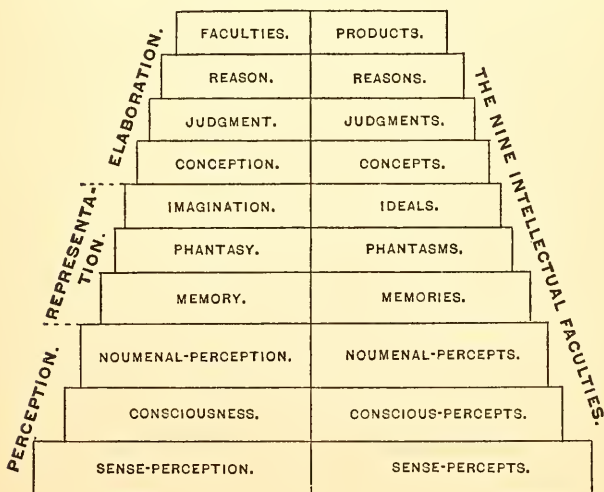 FACULTIES. PRODUCTS.
REASON. REASONS.
JUDGMENT. JUDGMENTS.
CONCEPTION. CONCEPTS.
IMAGINATION. IDEALS.
PHANTASY. PHANTASMS.
MEMORY. MEMORIES.
NOUMENAL-PERCEPTION. NOUMENAL-PERCEPTS.
CONSCIOUSNESS. CONSCIOUS-PERCEPTS.
SENSE-PERCEPTION. SENSE-PERCEPTS.
ELABORATION.
REPRESENTA-
TION.
PERCEPTION.
THE NINE INTELLECTUAL FACULTIES.